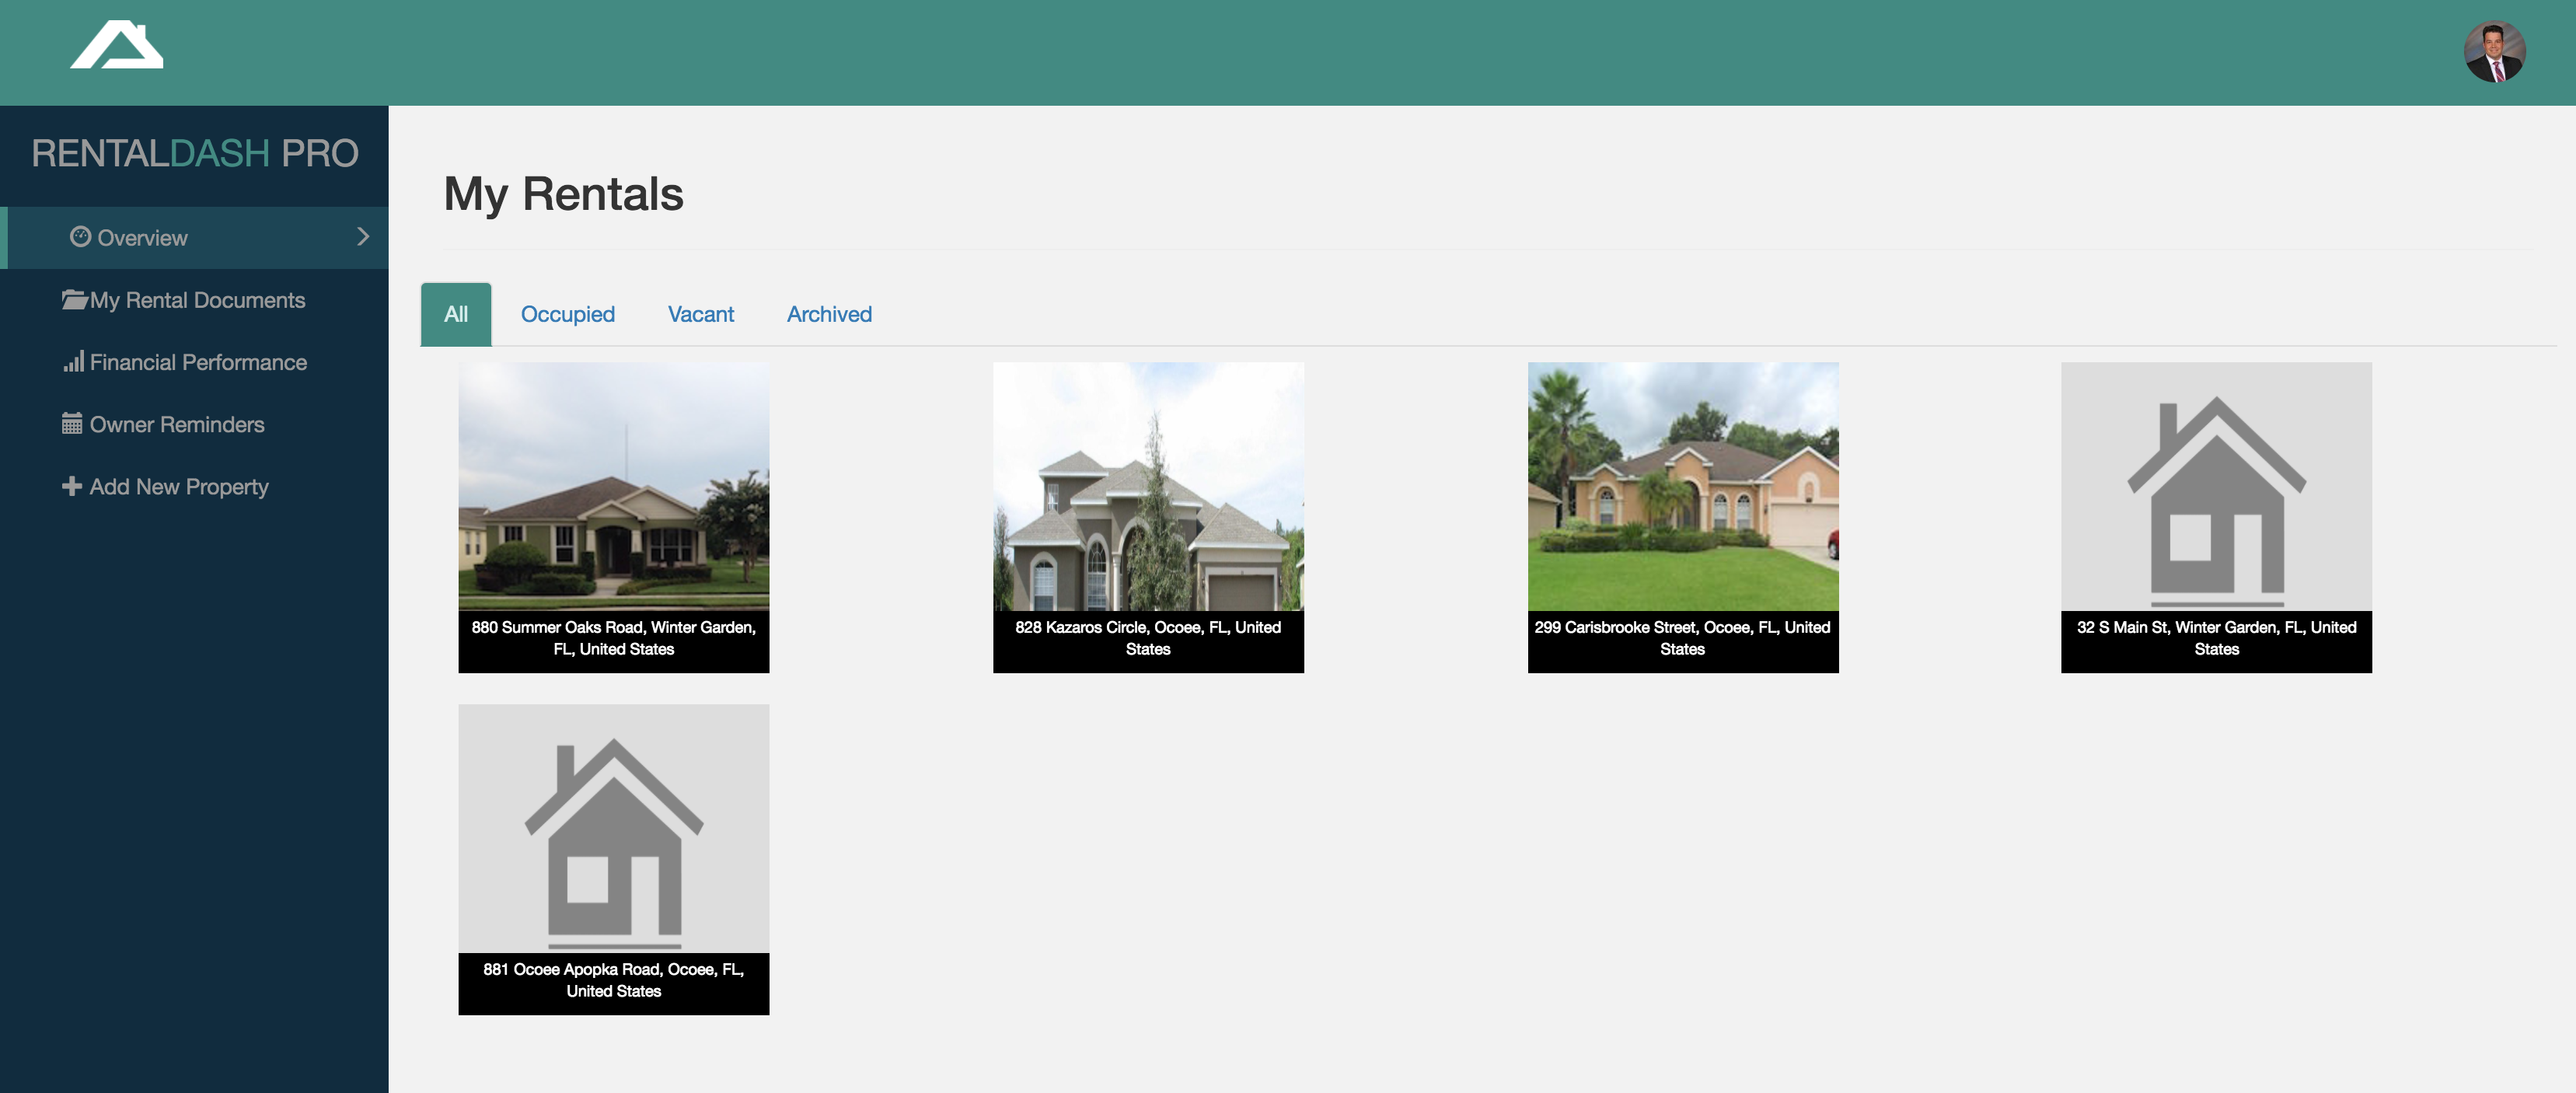 RENTALDASH PRO
Overview
My Rental Documents
Financial Performance
Owner Reminders
Add New Property
My Rentals
All
Occupied
Vacant
Archived
880 Summer Oaks Road, Winter Garden,
FL, United States
828 Kazaros Circle, Ocoee, FL, United
States
299 Carisbrooke Street, Ocoee, FL, United
States
32 S Main St, Winter Garden, FL, United
States
881 Ocoee Apopka Road, Ocoee, FL,
United States